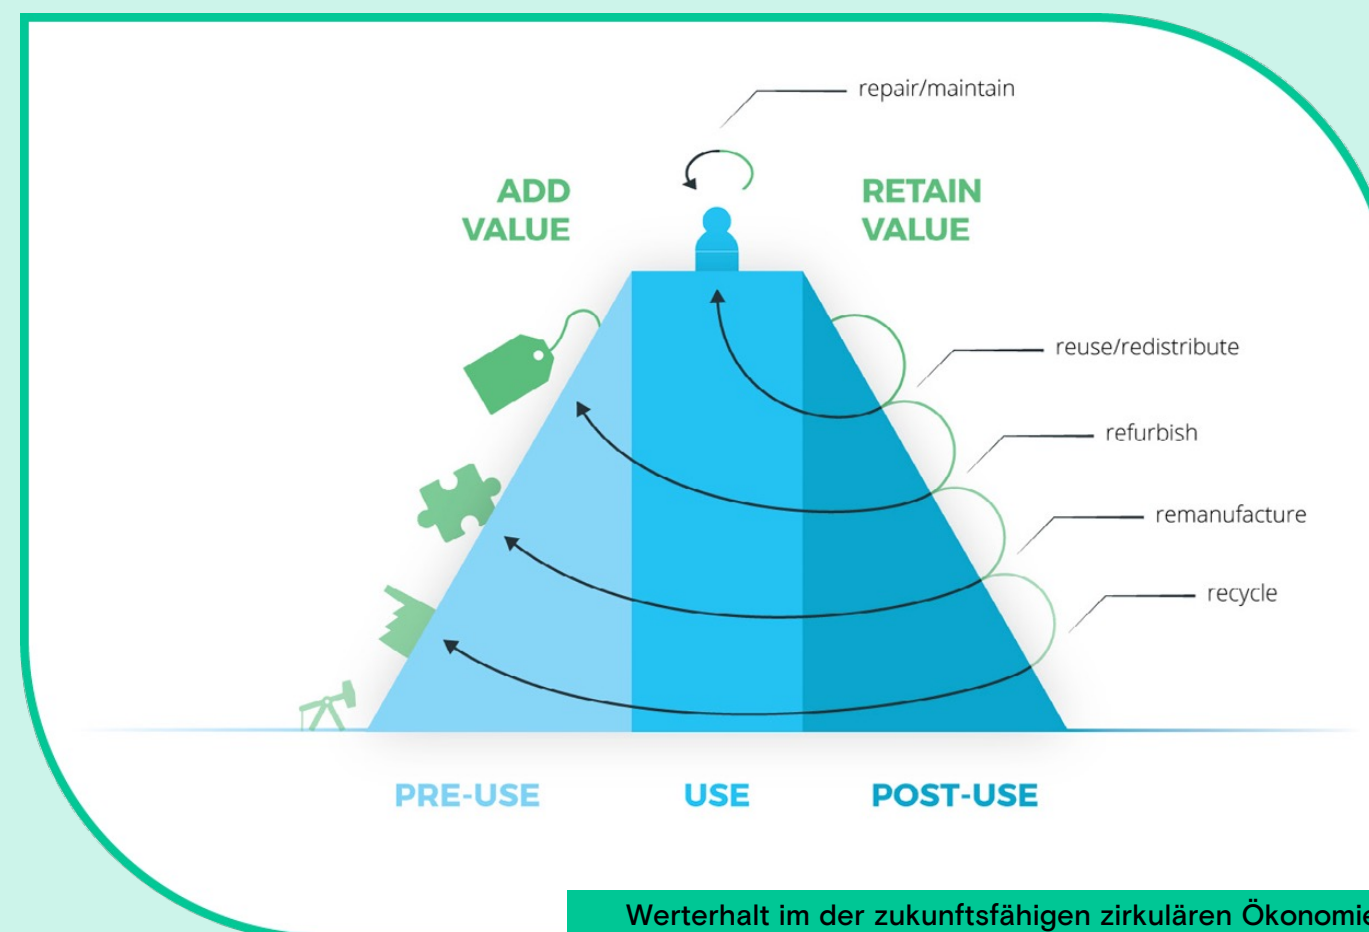 repair/maintain
ADD
VALUE
RETAIN
VALUE
reuse/redistribute
refurbish
remanufacture
recycle
PRE-USE
USE
POST-USE
Werterhalt im der zukunftsfähigen zirkulären Ökonomie